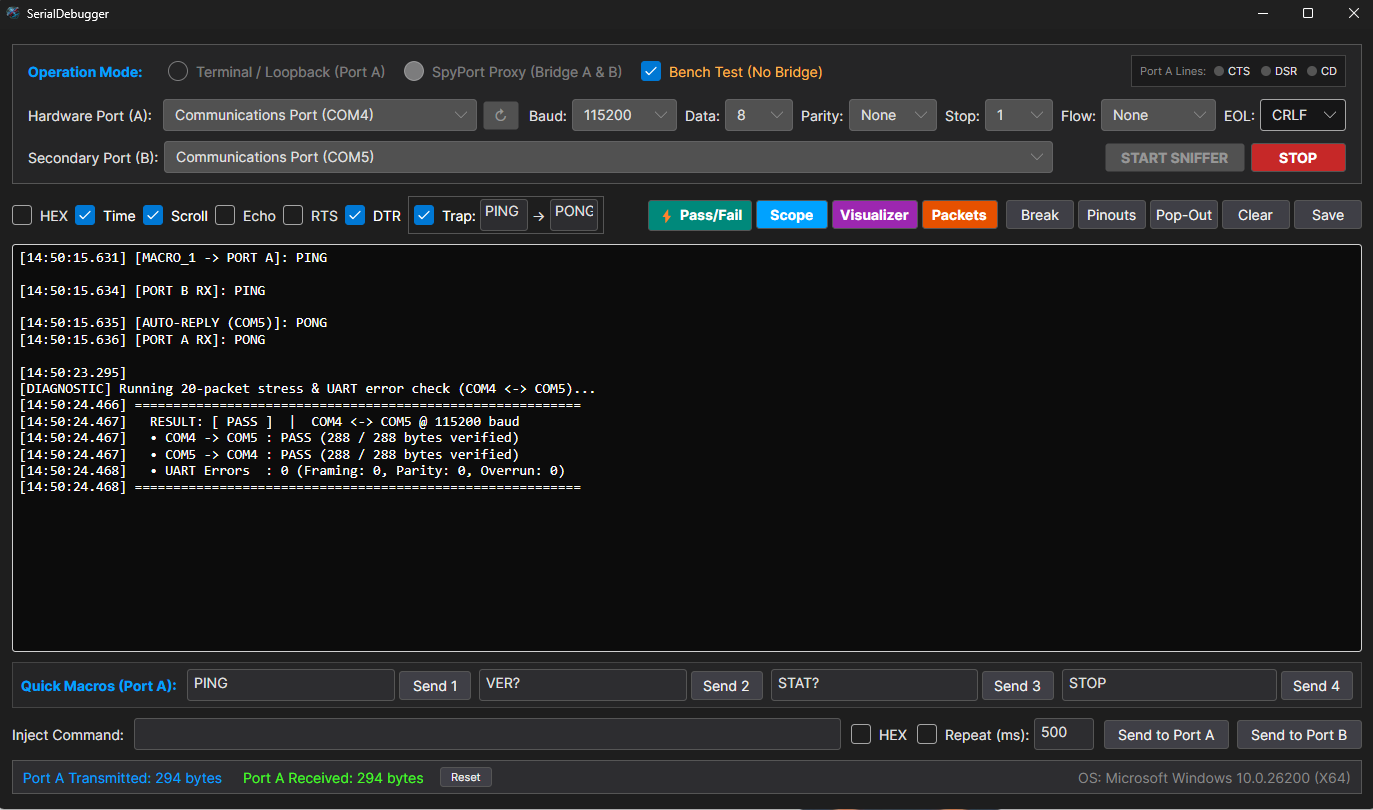 SerialDebugger
Operation Mode: Terminal / Loopback (Port A) SpyPort Proxy (Bridge A & B) Bench Test (No Bridge) Port A Lines: CTS DSR CD
Hardware Port (A): Communications Port (COM4) Baud: 115200 Data: 8 Parity: None Stop: 1 Flow: None EOL: CRLF
Secondary Port (B): Communications Port (COM5) START SNIFFER STOP
HEX Time Scroll Echo RTS DTR Trap: PING → PONG Pass/Fail Scope Visualizer Packets Break Pinouts Pop-Out Clear Save
[14:50:15.631] [MACRO_1 -> PORT A]: PING
[14:50:15.634] [PORT B RX]: PING
[14:50:15.635] [AUTO-REPLY (COM5)]: PONG
[14:50:15.636] [PORT A RX]: PONG
[14:50:23.295]
[DIAGNOSTIC] Running 20-packet stress & UART error check (COM4 <-> COM5)...
[14:50:24.466] ==========================================================
[14:50:24.467] RESULT: [ PASS ] | COM4 <-> COM5 @ 115200 baud
[14:50:24.467] • COM4 -> COM5 : PASS (288 / 288 bytes verified)
[14:50:24.467] • COM5 -> COM4 : PASS (288 / 288 bytes verified)
[14:50:24.468] • UART Errors : 0 (Framing: 0, Parity: 0, Overrun: 0)
[14:50:24.468] ==========================================================
Quick Macros (Port A): PING Send 1 VER? Send 2 STAT? Send 3 STOP Send 4
Inject Command: HEX Repeat (ms): 500 Send to Port A Send to Port B
Port A Transmitted: 294 bytes Port A Received: 294 bytes Reset OS: Microsoft Windows 10.0.26200 (X64)